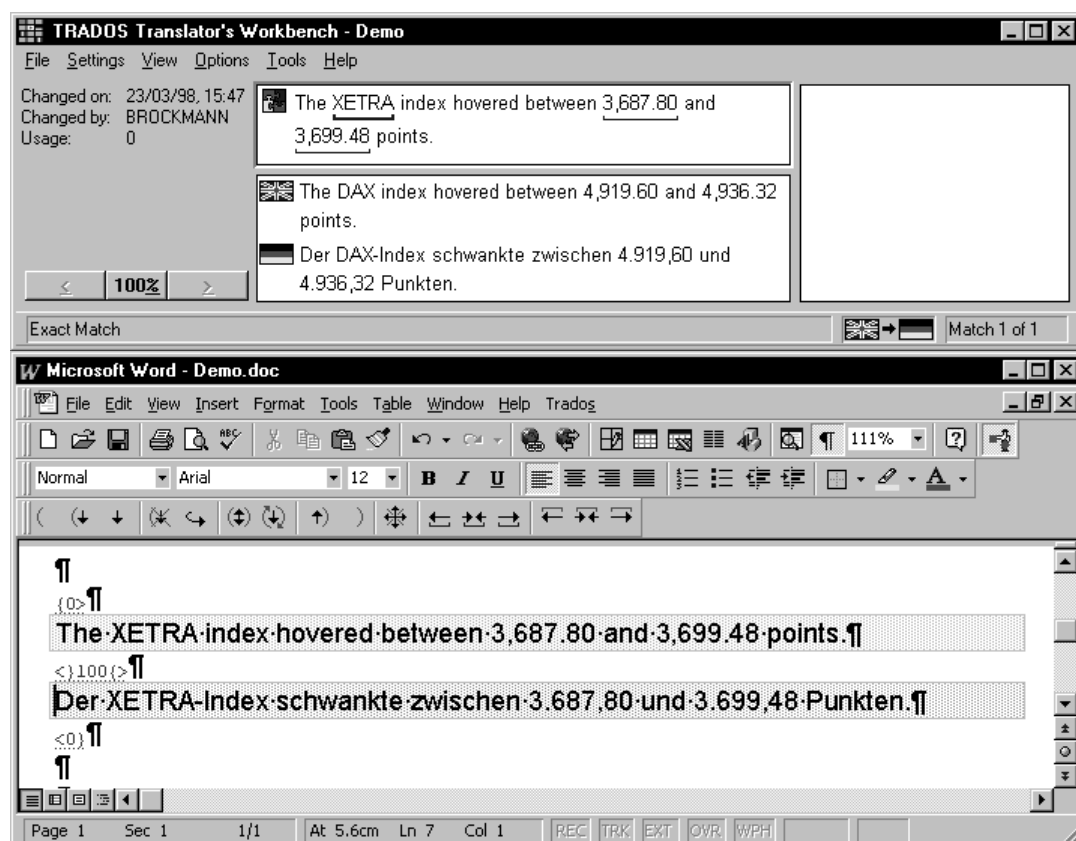 TRADOS Translator's Workbench - Demo
File Settings View Options Tools Help
Changed on: 23/03/98, 15:47
Changed by: BROCKMANN
Usage: 0
The XETRA index hovered between 3,687.80 and
3,699.48 points.
The DAX index hovered between 4,919.60 and 4,936.32
points.
Der DAX-Index schwankte zwischen 4.919,60 und
4.936,32 Punkten.
< 100% >
Exact Match
Match 1 of 1
Microsoft Word - Demo.doc
File Edit View Insert Format Tools Table Window Help Trados
111%
Normal Arial 12 B I U A
{0>¶
The·XETRA·index·hovered·between·3,687.80·and·3,699.48·points.¶
<}100{>¶
Der·XETRA-Index·schwankte·zwischen·3.687,80·und·3.699,48·Punkten.¶
<0}¶
¶
Page 1 Sec 1 1/1 At 5.6cm Ln 7 Col 1 REC TRK EXT OVR WPH